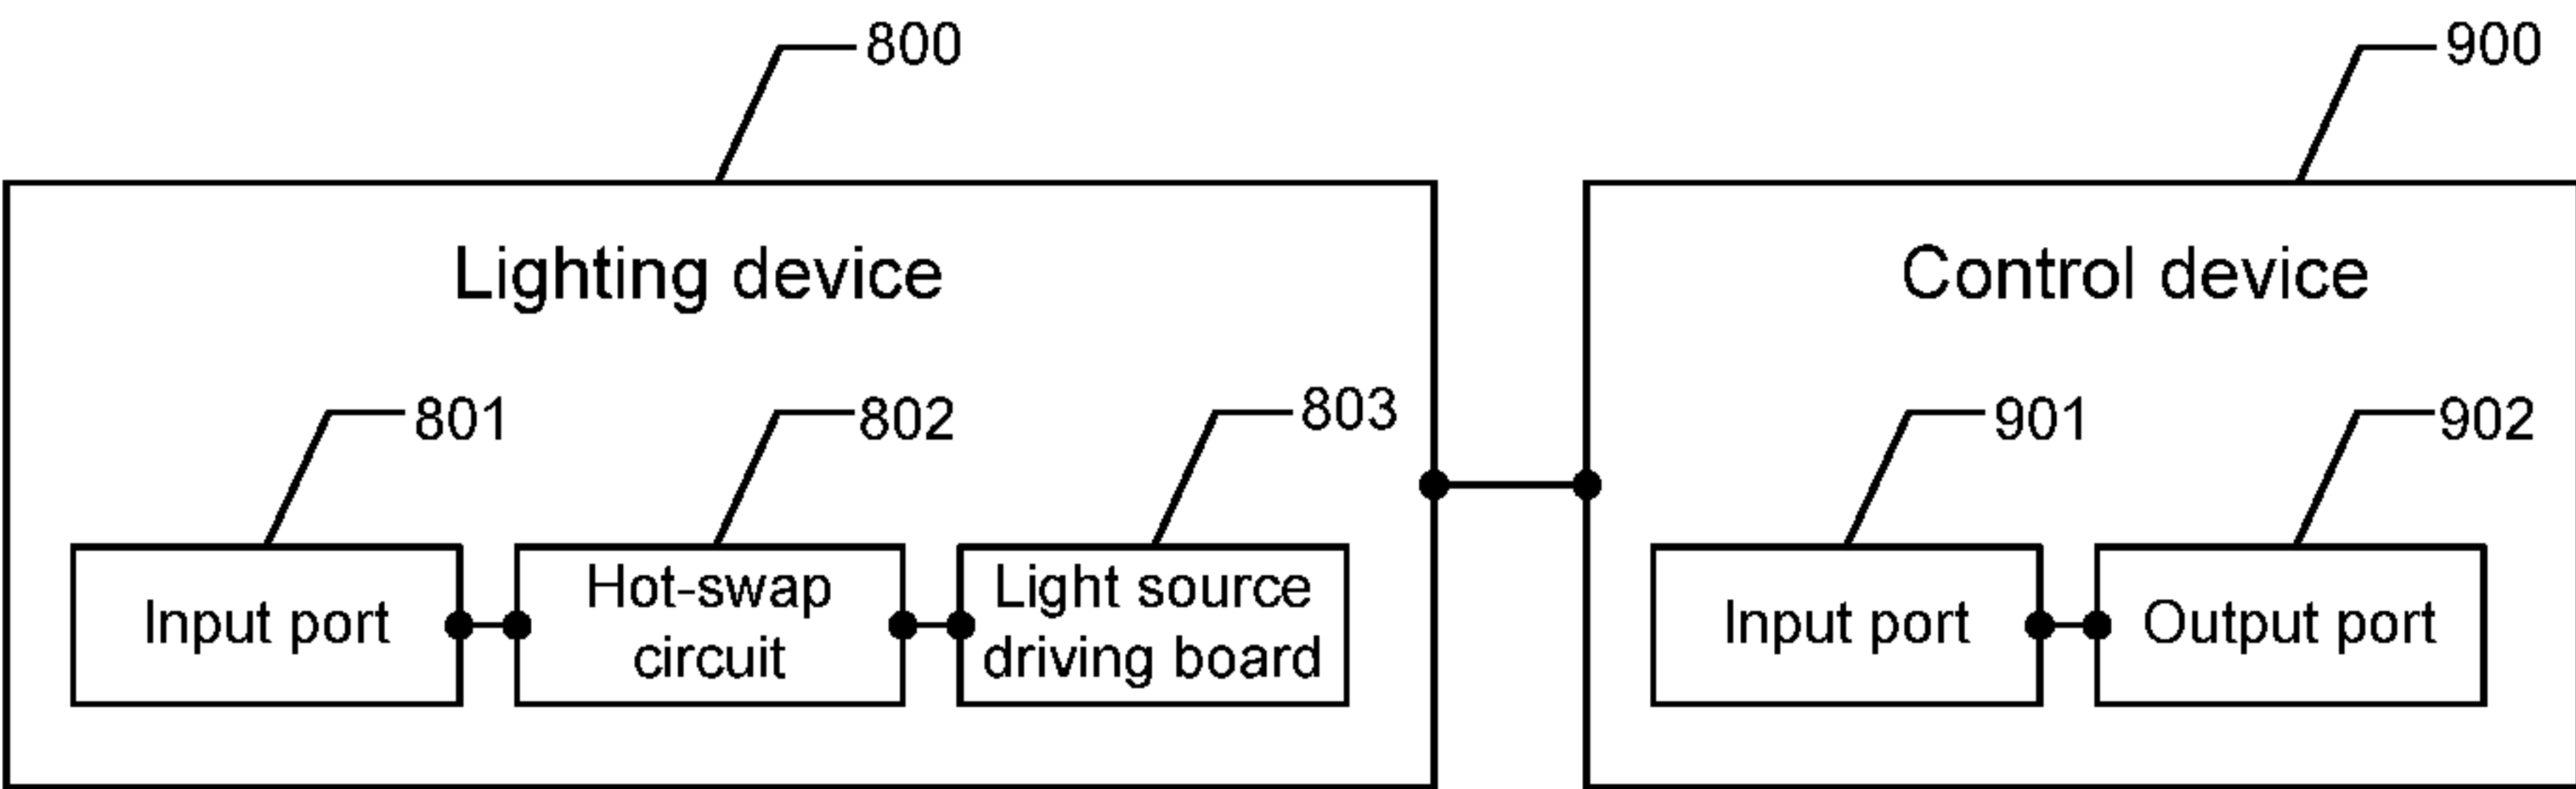 800
900
Lighting device
Control device
801
802
803
901
902
Input port
Hot-swap
circuit
Light source
driving board
Input port
Output port